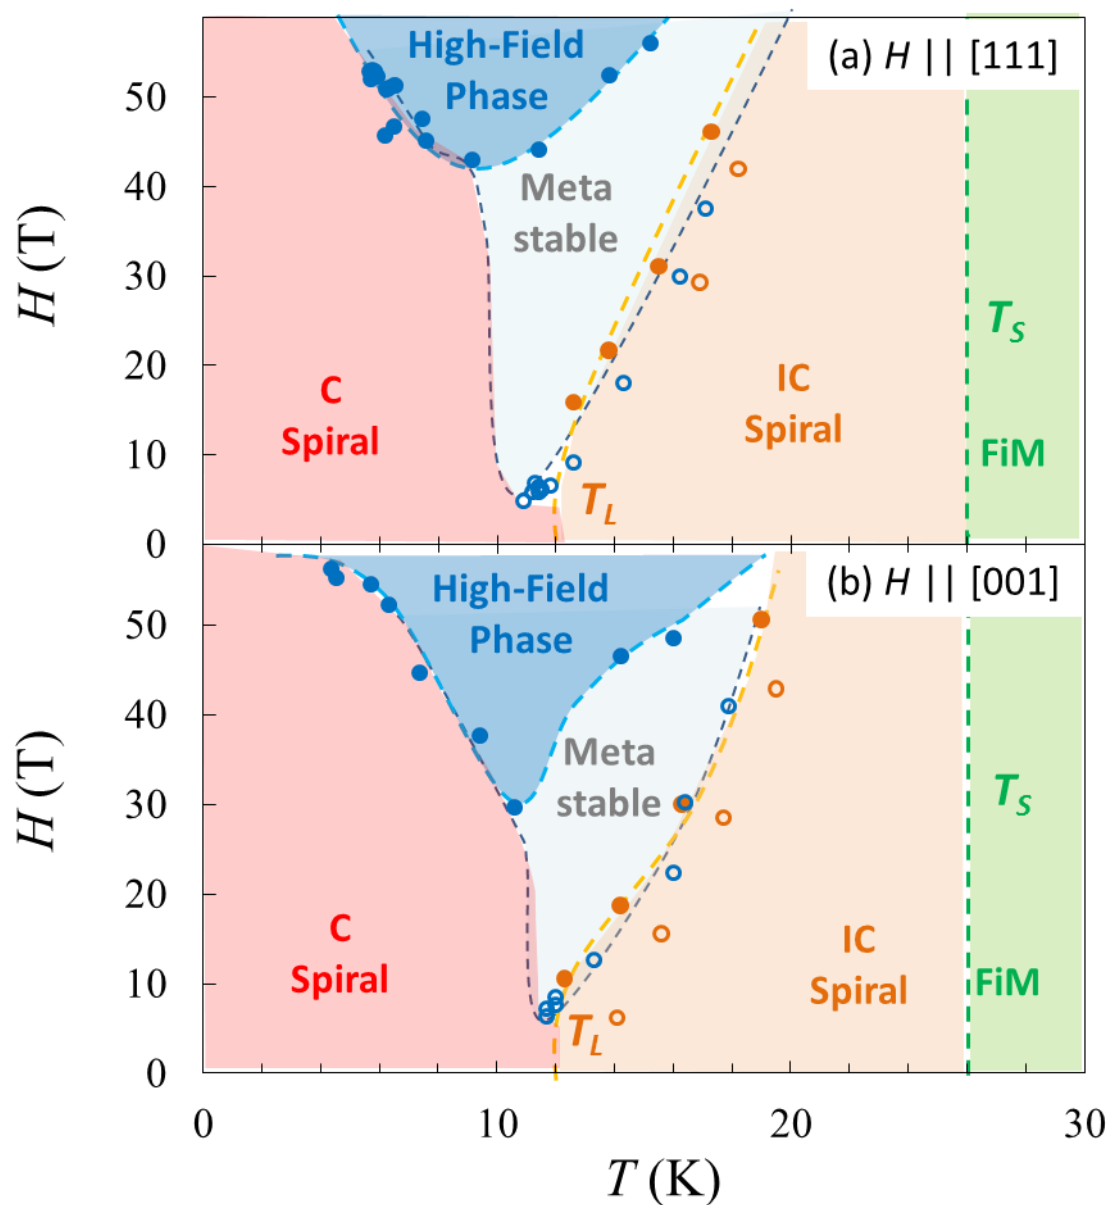 High-Field
Phase
(a) H || [111]
50
Meta
stable
40
H (T)
30
T_S
20
C
Spiral
IC
Spiral
10
FiM
T_L
0
High-Field
Phase
(b) H || [001]
50
Meta
stable
40
H (T)
30
T_S
20
C
Spiral
IC
Spiral
10
FiM
T_L
0
0 10 20 30
T (K)